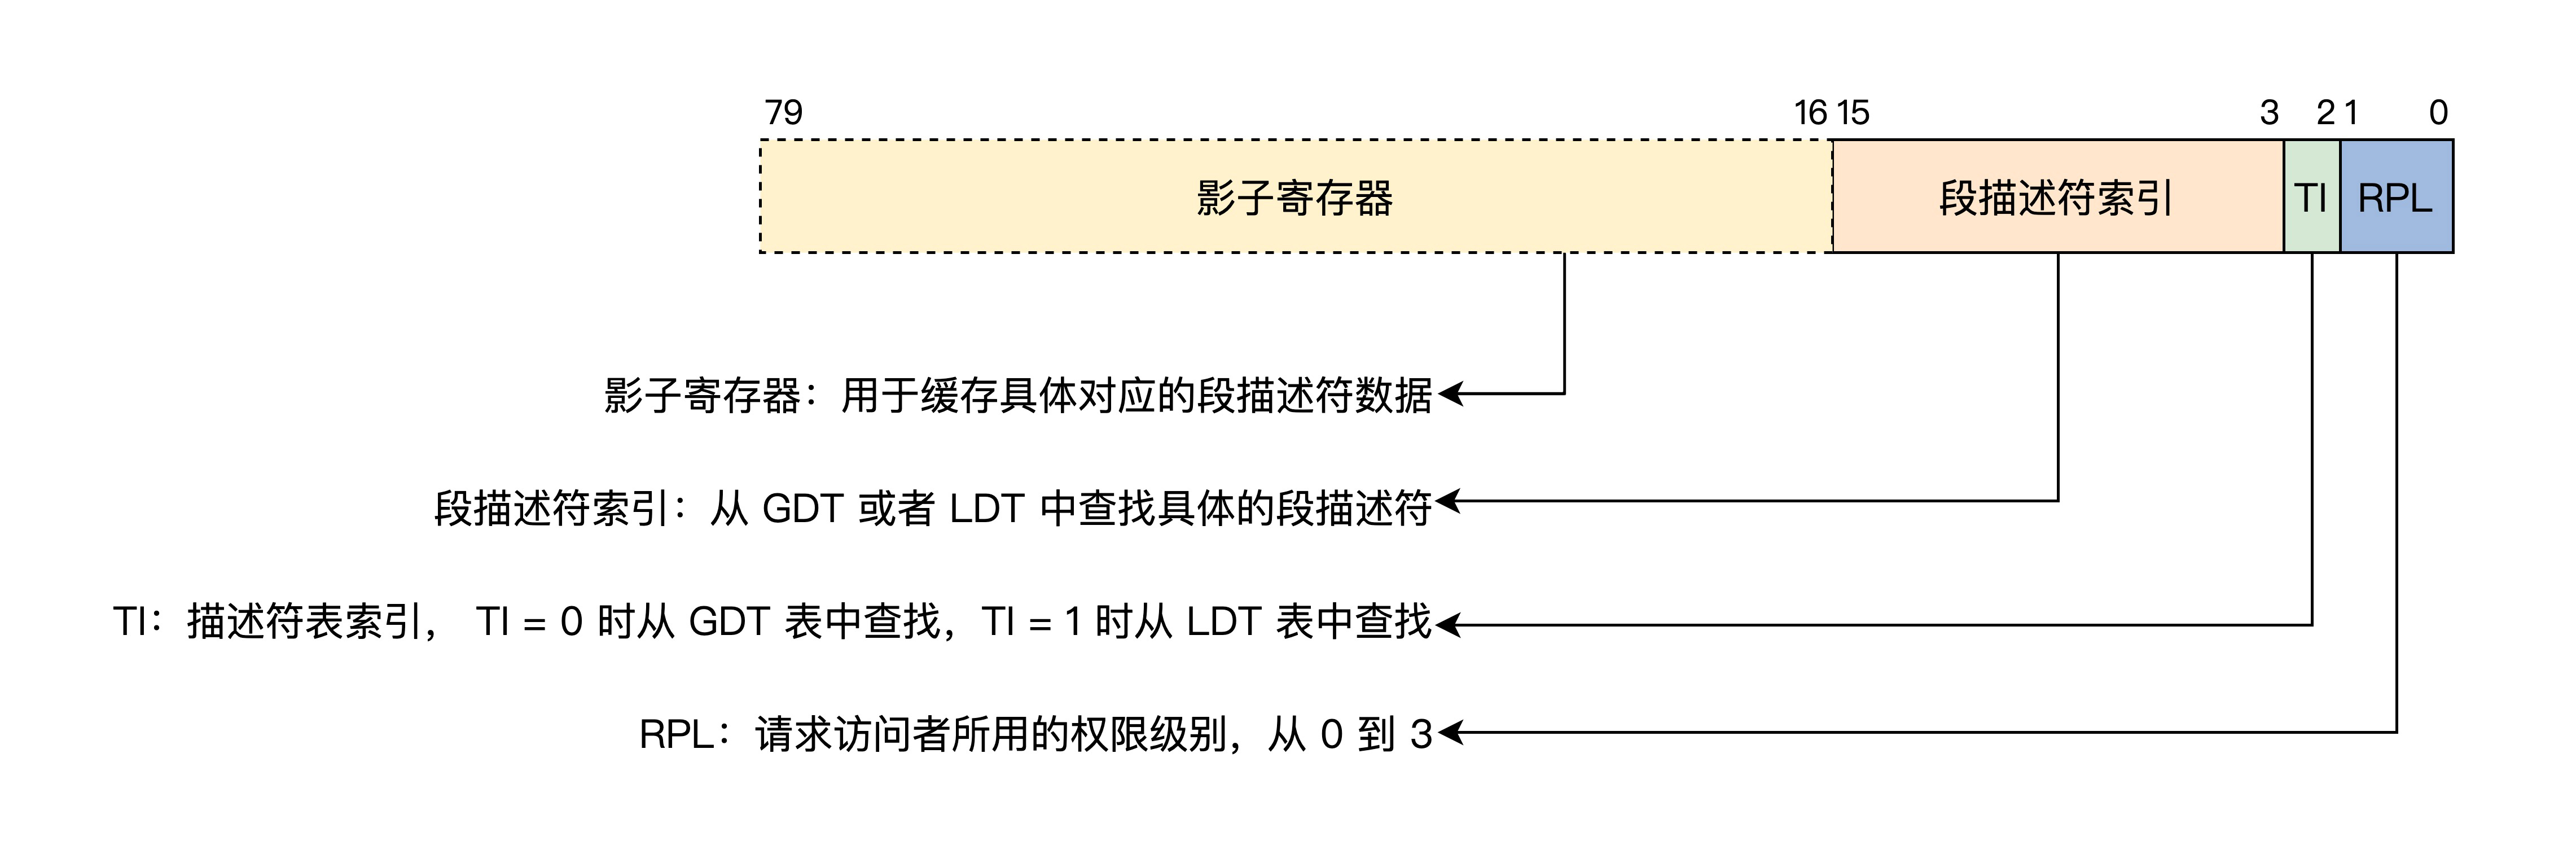 79 16 15 3 2 1 0
影子寄存器 段描述符索引 TI RPL
影子寄存器：用于缓存具体对应的段描述符数据
段描述符索引：从 GDT 或者 LDT 中查找具体的段描述符
TI：描述符表索引， TI = 0 时从 GDT 表中查找，TI = 1 时从 LDT 表中查找
RPL：请求访问者所用的权限级别，从 0 到 3